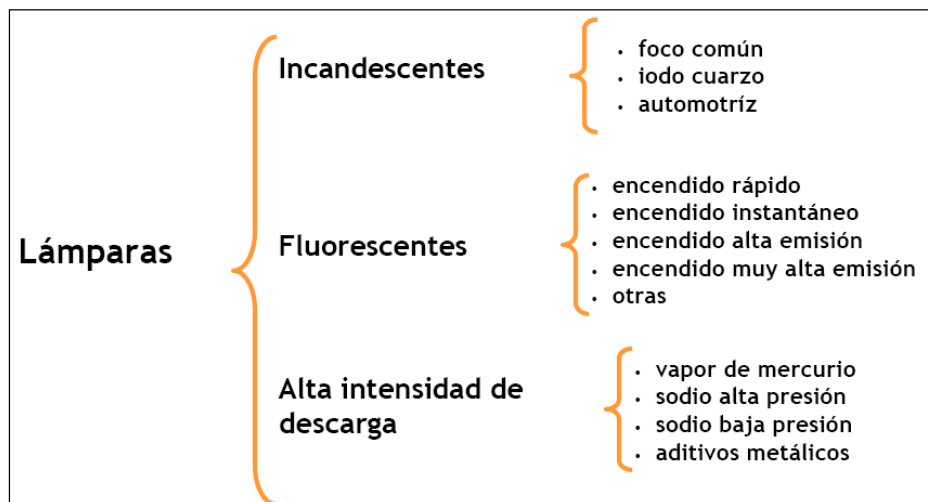 Lámparas
Incandescentes
• foco común
• iodo cuarzo
• automotríz
Fluorescentes
• encendido rápido
• encendido instantáneo
• encendido alta emisión
• encendido muy alta emisión
• otras
Alta intensidad de
descarga
• vapor de mercurio
• sodio alta presión
• sodio baja presión
• aditivos metálicos